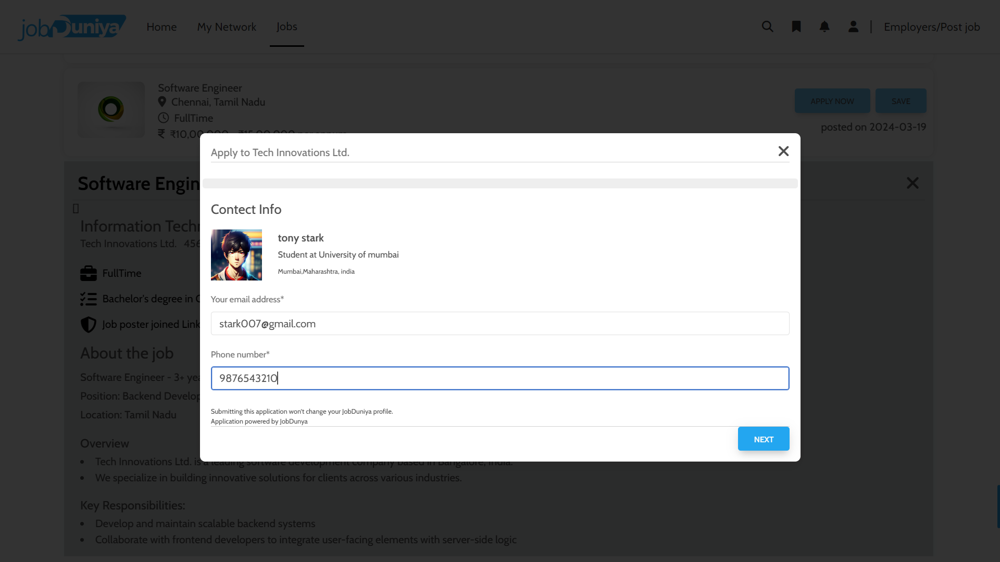 jobDuniya
Home
My Network
Jobs
Employers/Post job
Software Engineer
Chennai, Tamil Nadu
FullTime
APPLY NOW
SAVE
posted on 2024-03-19
₹10,00,000 - ₹15,00,000 per annum
Apply to Tech Innovations Ltd.
Software Engin
Contect Info
Information Techn
Tech Innovations Ltd. 456
tony stark
Student at University of mumbai
Mumbai,Maharashtra, india
FullTime
Bachelor's degree in C
Your email address*
stark007@gmail.com
Job poster joined Link
Phone number*
9876543210
About the job
Software Engineer - 3+ yea
Position: Backend Develop
Location: Tamil Nadu
Submitting this application won't change your JobDuniya profile.
Application powered by JobDunya
NEXT
Overview
• Tech Innovations Ltd. is a leading software development company based in Bangalore, India.
• We specialize in building innovative solutions for clients across various industries.
Key Responsibilities:
• Develop and maintain scalable backend systems
• Collaborate with frontend developers to integrate user-facing elements with server-side logic